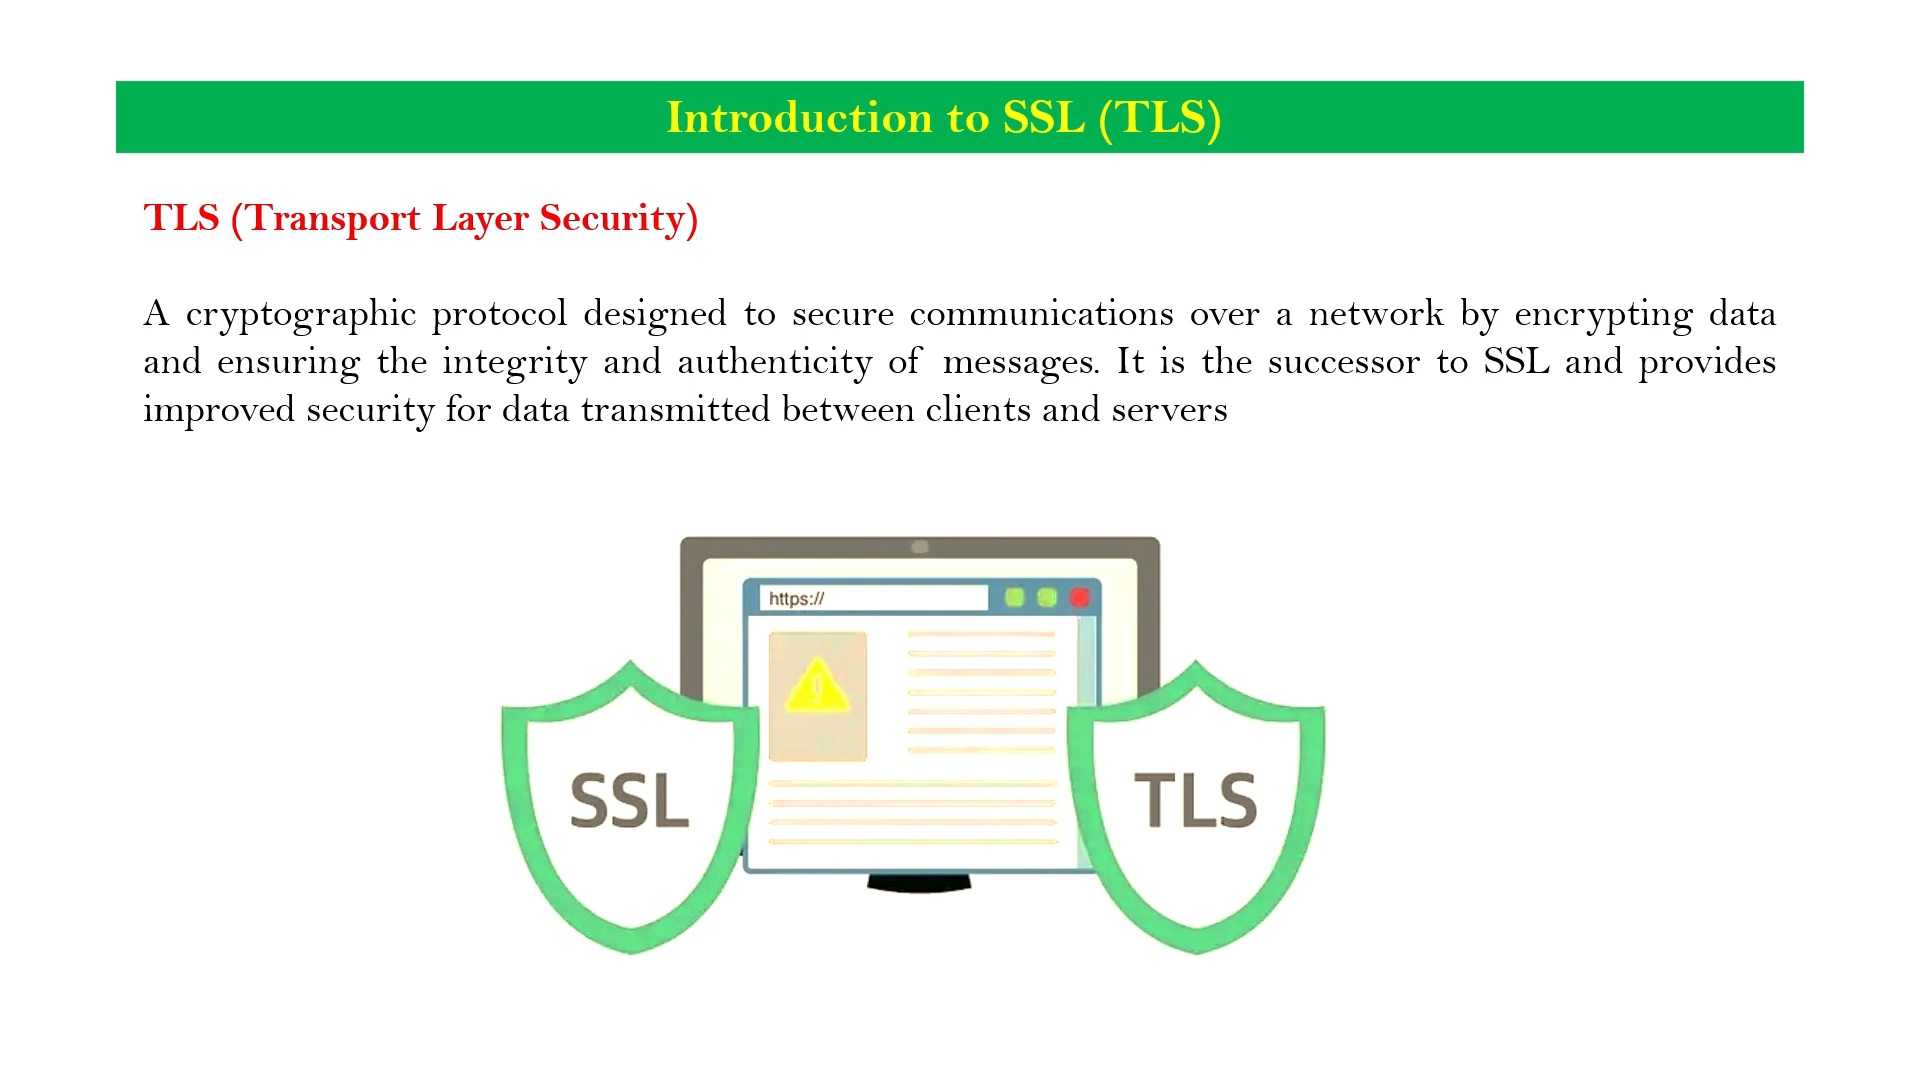 Introduction to SSL (TLS)
TLS (Transport Layer Security)
A cryptographic protocol designed to secure communications over a network by encrypting data
and ensuring the integrity and authenticity of messages. It is the successor to SSL and provides
improved security for data transmitted between clients and servers
https://
!
SSL
TLS